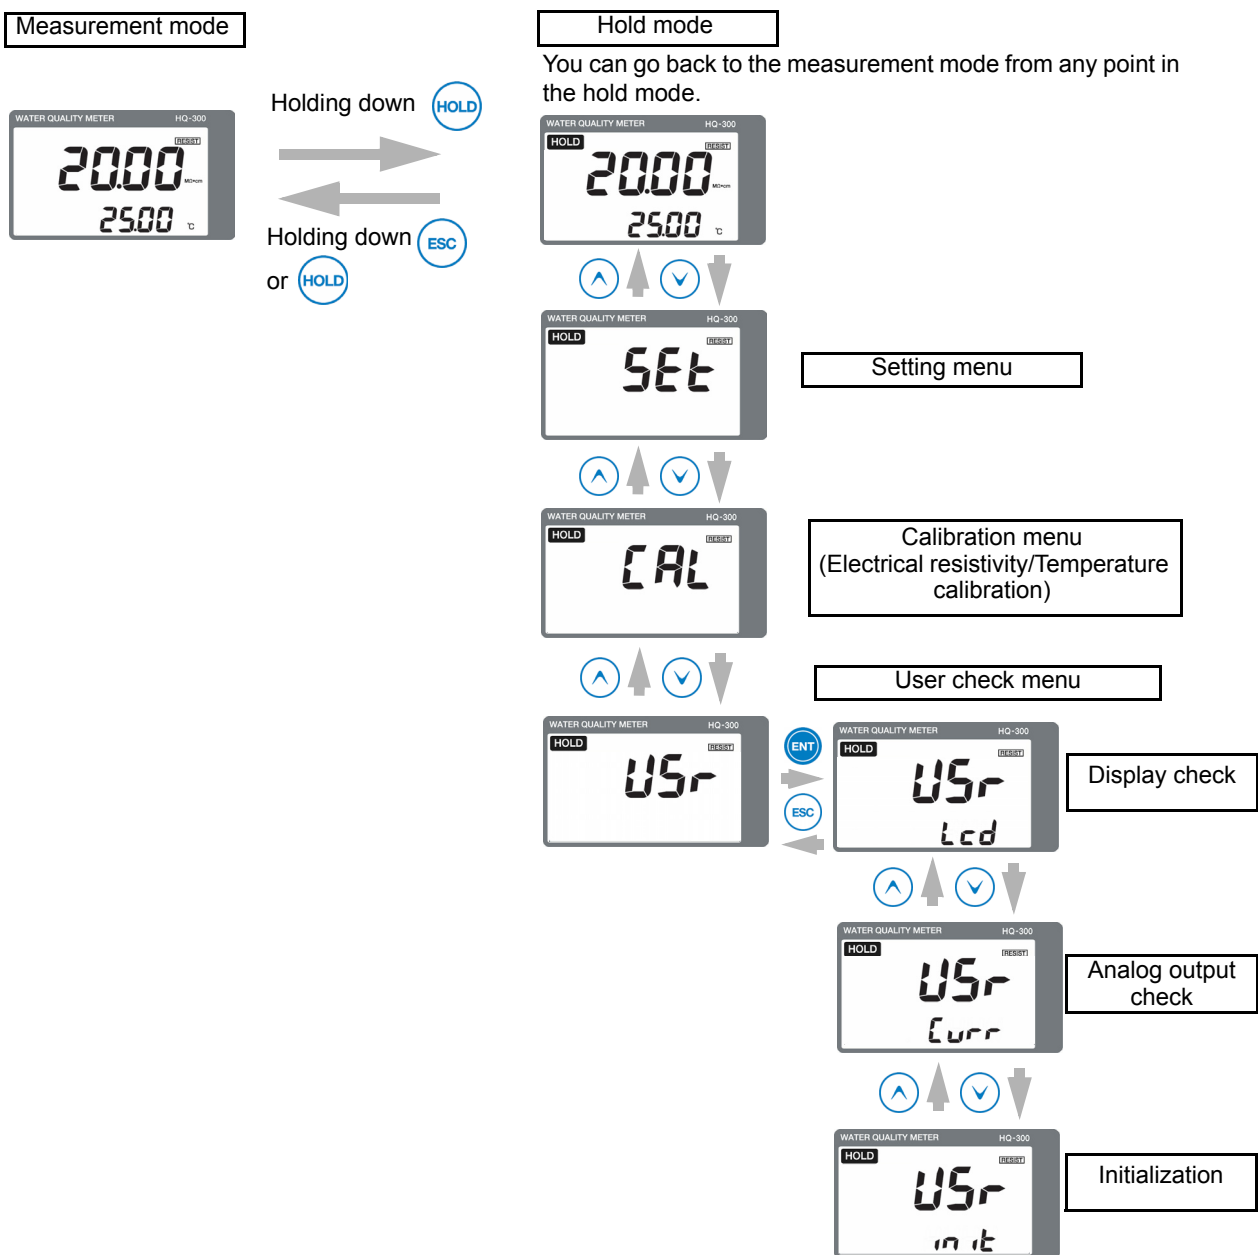 Measurement mode
Hold mode
You can go back to the measurement mode from any point in
the hold mode.
Holding down HOLD
Holding down ESC
or HOLD
WATER QUALITY METER HQ-300
RESIST
20.00 MΩ•cm
25.00 °C
WATER QUALITY METER HQ-300
HOLD RESIST
20.00 MΩ•cm
25.00 °C
WATER QUALITY METER HQ-300
HOLD RESIST
SEt
Setting menu
WATER QUALITY METER HQ-300
HOLD RESIST
CAL
Calibration menu
(Electrical resistivity/Temperature
calibration)
User check menu
WATER QUALITY METER HQ-300
HOLD RESIST
USr
ENT
ESC
WATER QUALITY METER HQ-300
HOLD RESIST
USr
Lcd
Display check
WATER QUALITY METER HQ-300
HOLD RESIST
USr
Curr
Analog output
check
WATER QUALITY METER HQ-300
HOLD RESIST
USr
init
Initialization